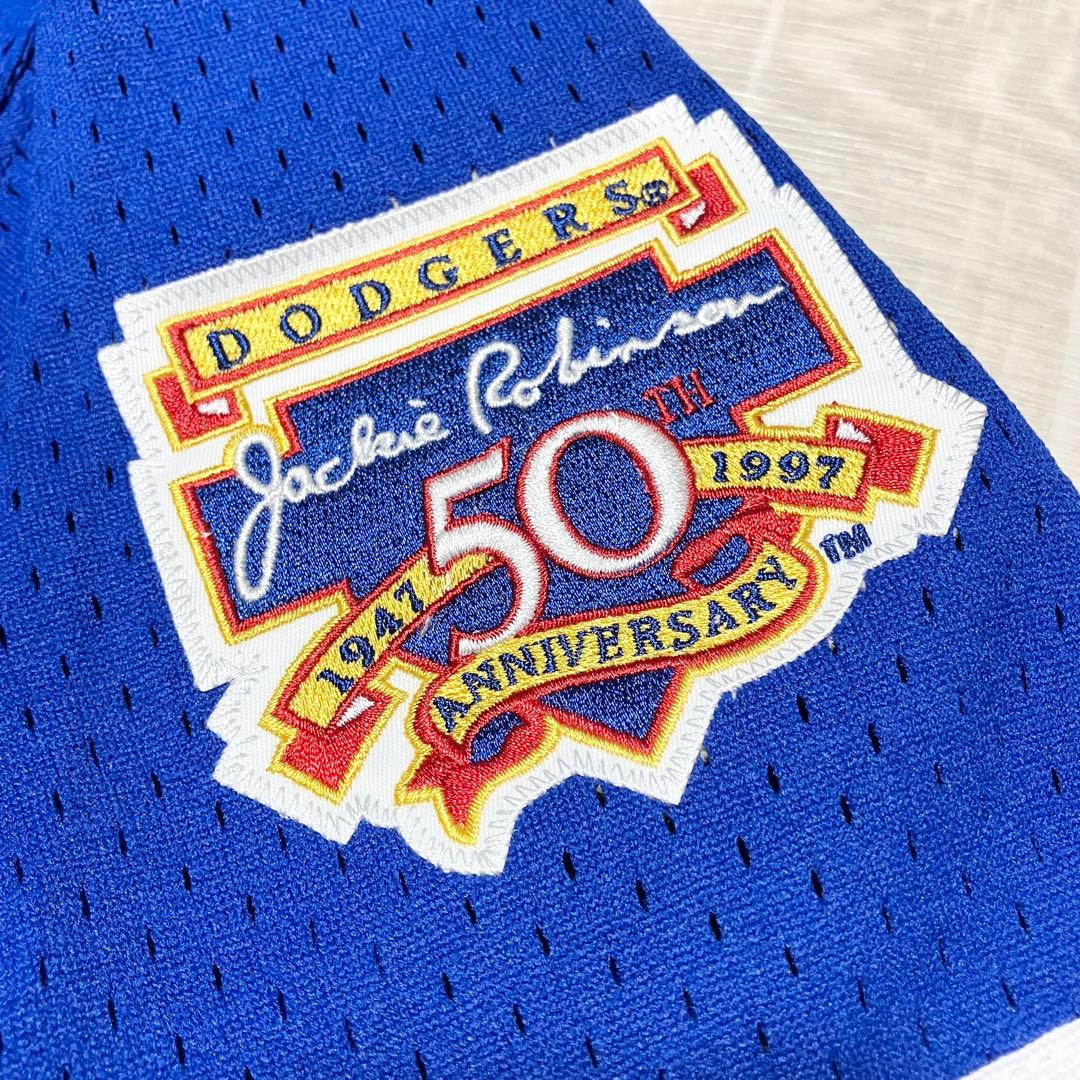 DODGERS®
Jackie Robinson
50TH
1947
1997
ANNIVERSARY
TM